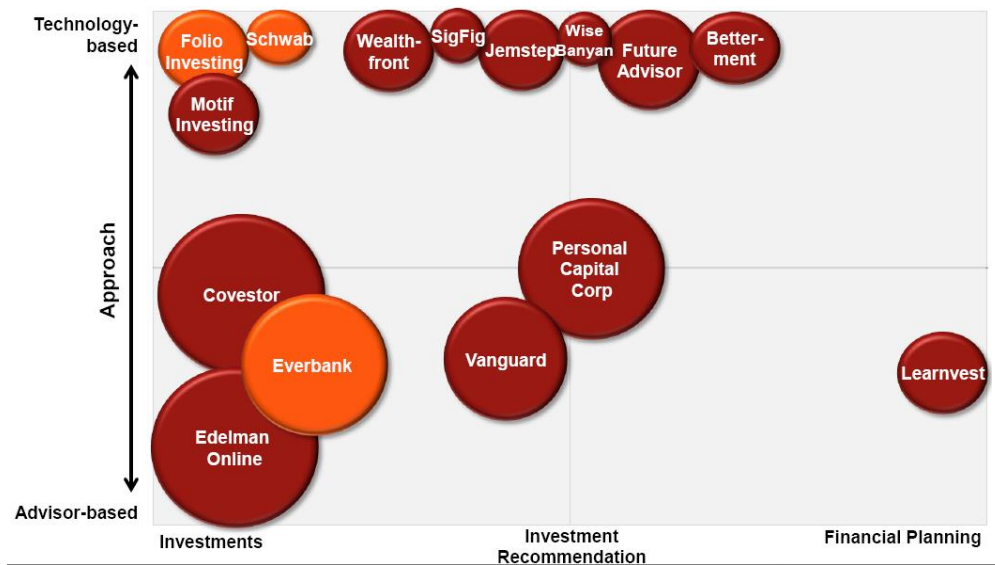 Technology-
based
Approach
Advisor-based
Folio
Investing
Schwab
Wealth-
front
SigFig
Jemstep
Wise
Banyan
Future
Advisor
Better-
ment
Motif
Investing
Covestor
Personal
Capital
Corp
Everbank
Vanguard
Learnvest
Edelman
Online
Investments
Investment
Recommendation
Financial Planning